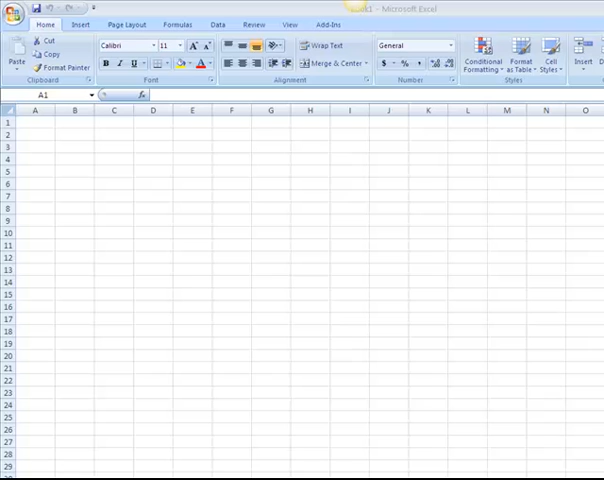 Microsoft Excel
Home Insert Page Layout Formulas Data Review View Add-Ins
Paste
Cut
Copy
Format Painter
Clipboard
Calibri 11
B I U A
Font
Wrap Text
Merge & Center
Alignment
General
$ % ,
Number
Conditional Formatting
Format as Table
Cell Styles
Styles
Insert
A1 fx
A B C D E F G H I J K L M N O
1
2
3
4
5
6
7
8
9
10
11
12
13
14
15
16
17
18
19
20
21
22
23
24
25
26
27
28
29